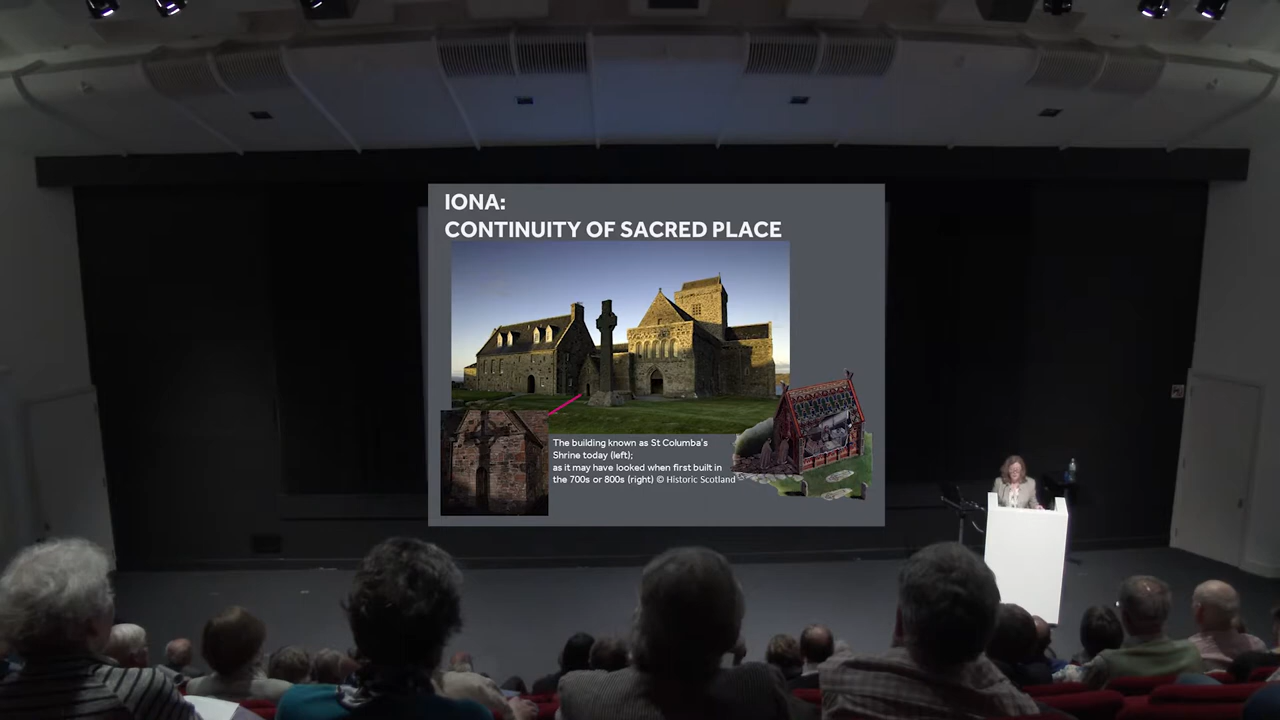 IONA:
CONTINUITY OF SACRED PLACE
The building known as St Columba's
Shrine today (left);
as it may have looked when first built in
the 700s or 800s (right) © Historic Scotland